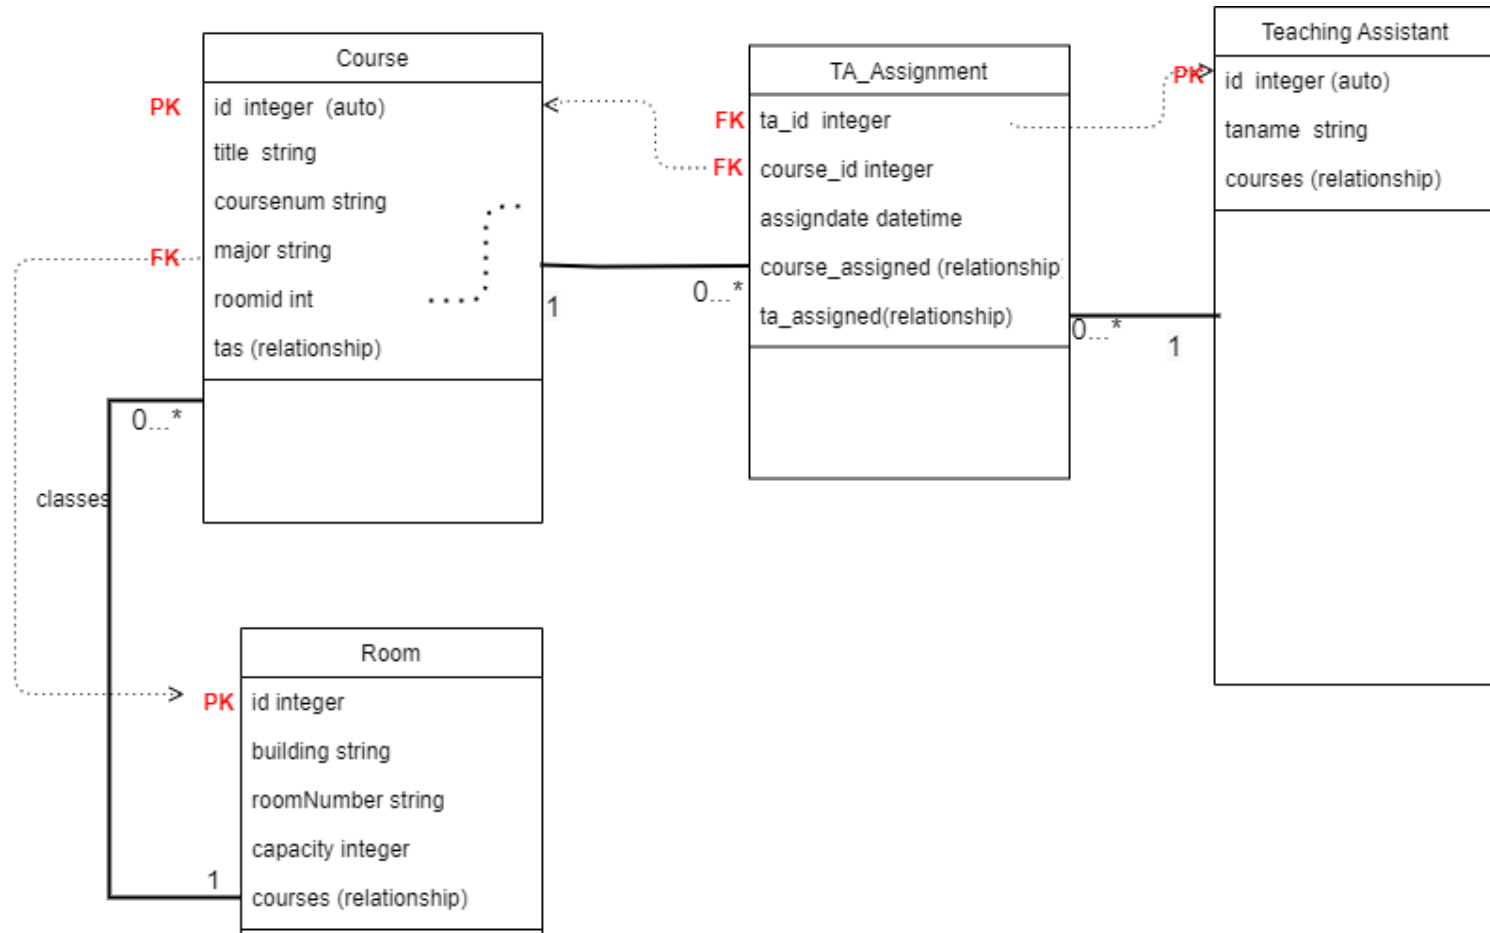 Course
PK
id  integer  (auto)
title  string
coursenum string
FK
major string
roomid int
tas (relationship)
0...*
1
classes
TA_Assignment
FK
ta_id  integer
FK
course_id integer
assigndate datetime
course_assigned (relationship)
ta_assigned(relationship)
0...*
0...*
1
Teaching Assistant
PK
id  integer (auto)
taname  string
courses (relationship)
Room
PK
id integer
building string
roomNumber string
capacity integer
1
courses (relationship)